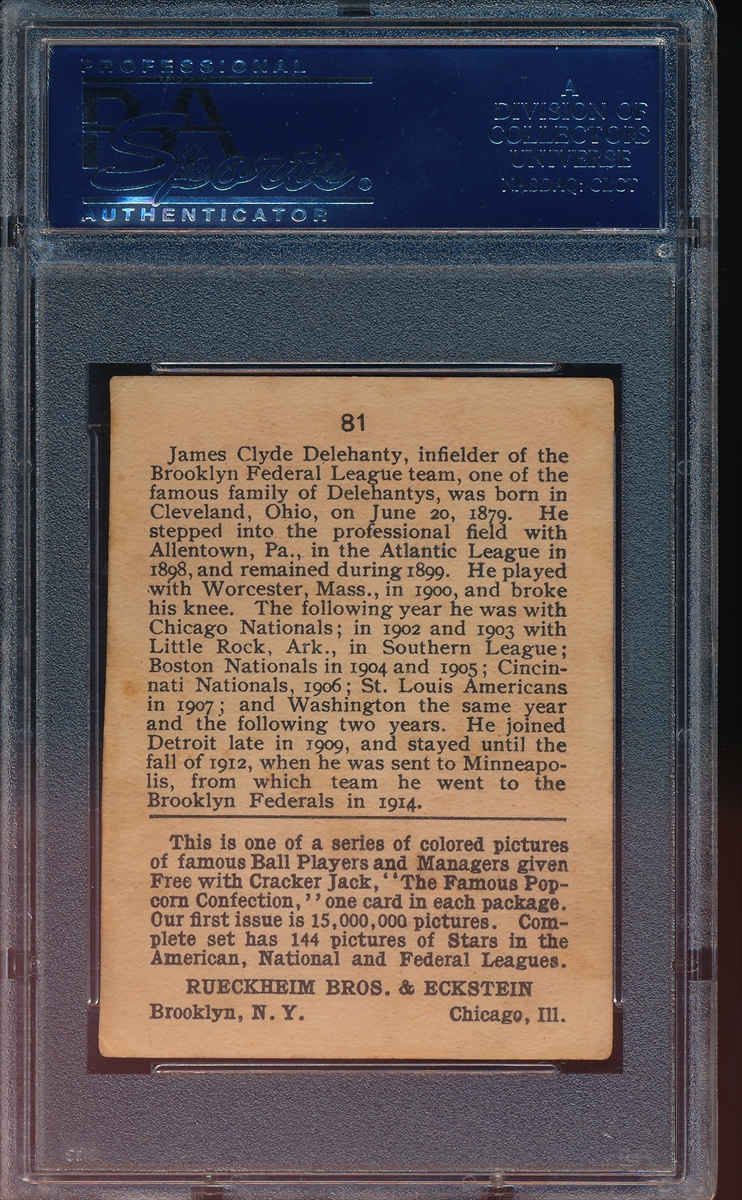 PROFESSIONAL
PSA
Sports®
AUTHENTICATOR
A
DIVISION OF
COLLECTORS
UNIVERSE
NASDAQ: CLCT
81
James Clyde Delehanty, infielder of the
Brooklyn Federal League team, one of the
famous family of Delehantys, was born in
Cleveland, Ohio, on June 20, 1879. He
stepped into the professional field with
Allentown, Pa., in the Atlantic League in
1898, and remained during 1899. He played
with Worcester, Mass., in 1900, and broke
his knee. The following year he was with
Chicago Nationals; in 1902 and 1903 with
Little Rock, Ark., in Southern League;
Boston Nationals in 1904 and 1905; Cincin-
nati Nationals, 1906; St. Louis Americans
in 1907; and Washington the same year
and the following two years. He joined
Detroit late in 1909, and stayed until the
fall of 1912, when he was sent to Minneapo-
lis, from which team he went to the
Brooklyn Federals in 1914.
This is one of a series of colored pictures
of famous Ball Players and Managers given
Free with Cracker Jack, "The Famous Pop-
corn Confection," one card in each package.
Our first issue is 15,000,000 pictures. Com-
plete set has 144 pictures of Stars in the
American, National and Federal Leagues.
RUECKHEIM BROS. & ECKSTEIN
Brooklyn, N. Y. Chicago, Ill.